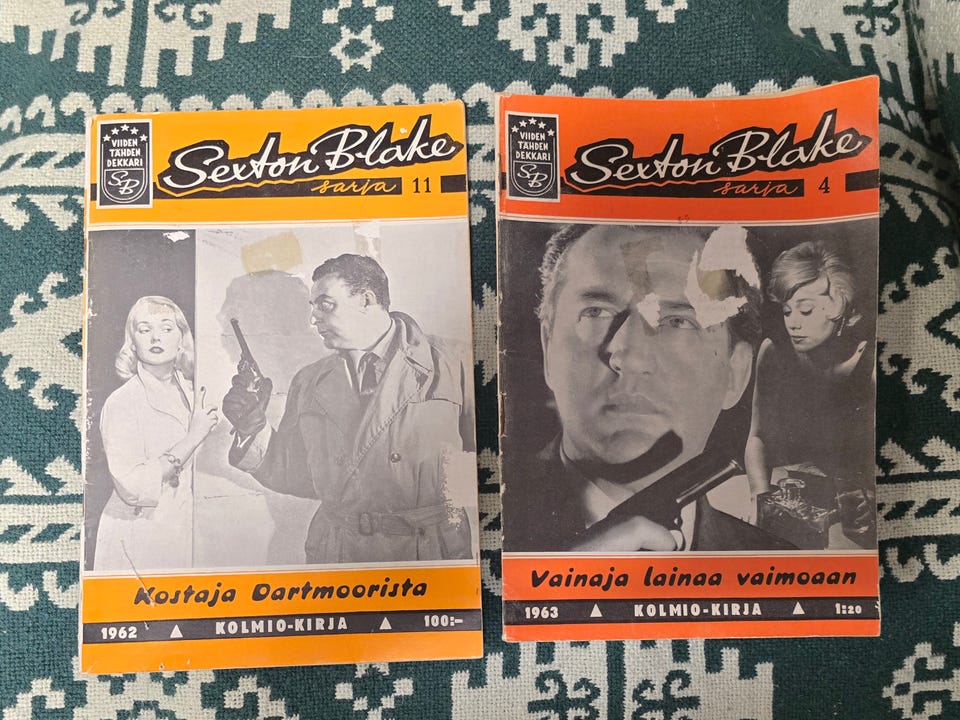 VIIDEN
TÄHDEN
DEKKARI
SB
Sexton Blake
sarja 11
Kostaja Dartmoorista
1962 ▲ KOLMIO-KIRJA ▲ 100:–
VIIDEN
TÄHDEN
DEKKARI
SB
Sexton Blake
sarja 4
Vainaja lainaa vaimoaan
1963 ▲ KOLMIO-KIRJA ▲ 1:20